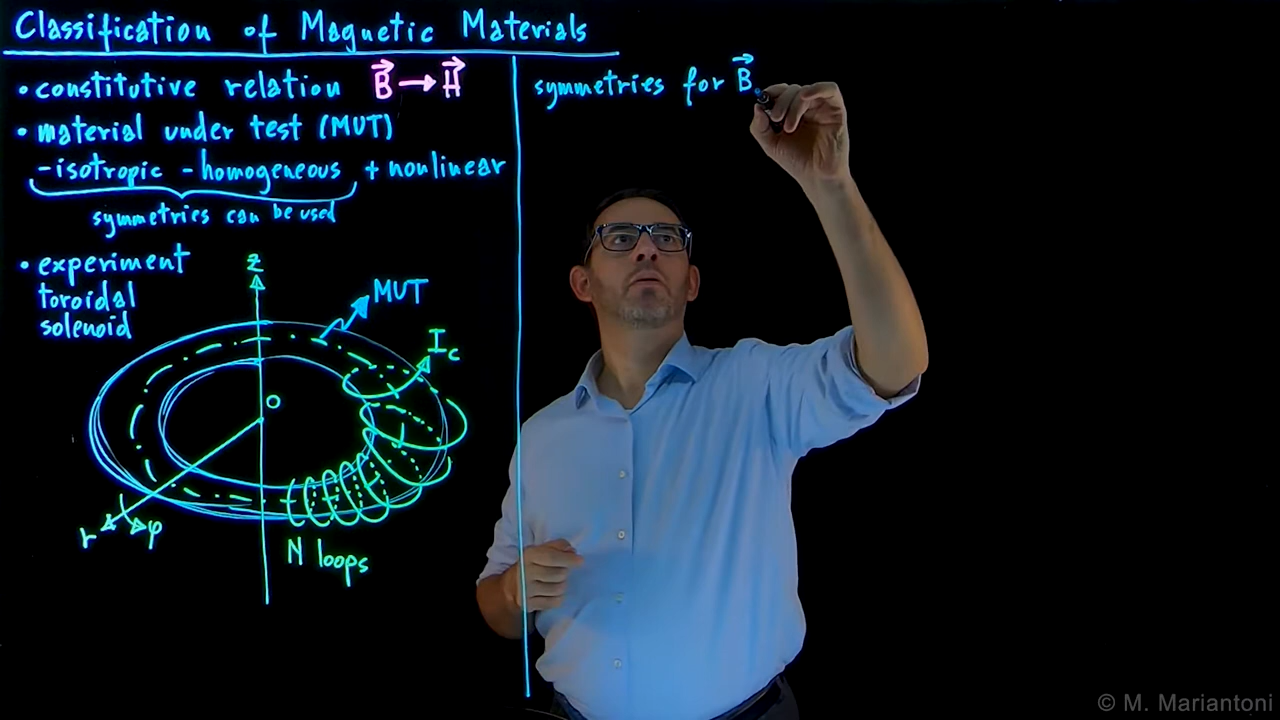 Classification of Magnetic Materials
• constitutive relation B⃗ → H⃗
• material under test (MUT)
- isotropic - homogeneous + nonlinear
symmetries can be used
• experiment
toroidal
solenoid
z
MUT
I_c
O
r
φ
N loops
symmetries for B⃗
© M. Mariantoni